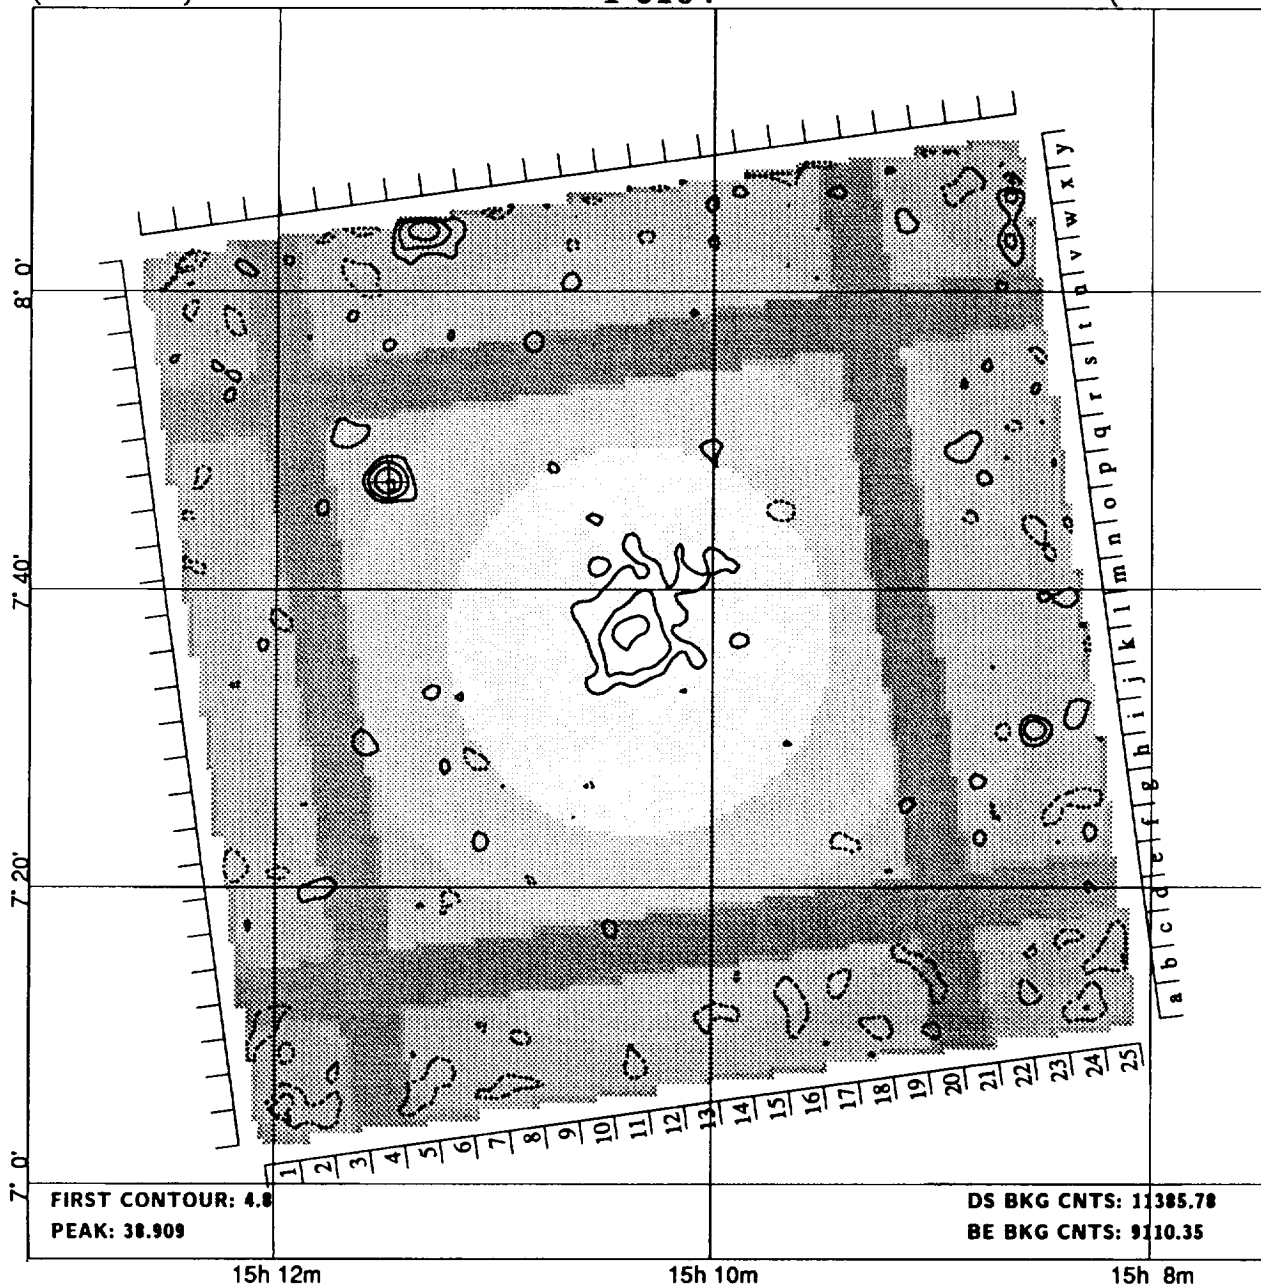 8° 0'
7° 40'
7° 20'
7° 0'
a b c d e f g h i j k l m n o p q r s t u v w x y
1 2 3 4 5 6 7 8 9 10 11 12 13 14 15 16 17 18 19 20 21 22 23 24 25
FIRST CONTOUR: 4.8
PEAK: 38.909
DS BKG CNTS: 11385.78
BE BKG CNTS: 9110.35
15h 12m
15h 10m
15h 8m